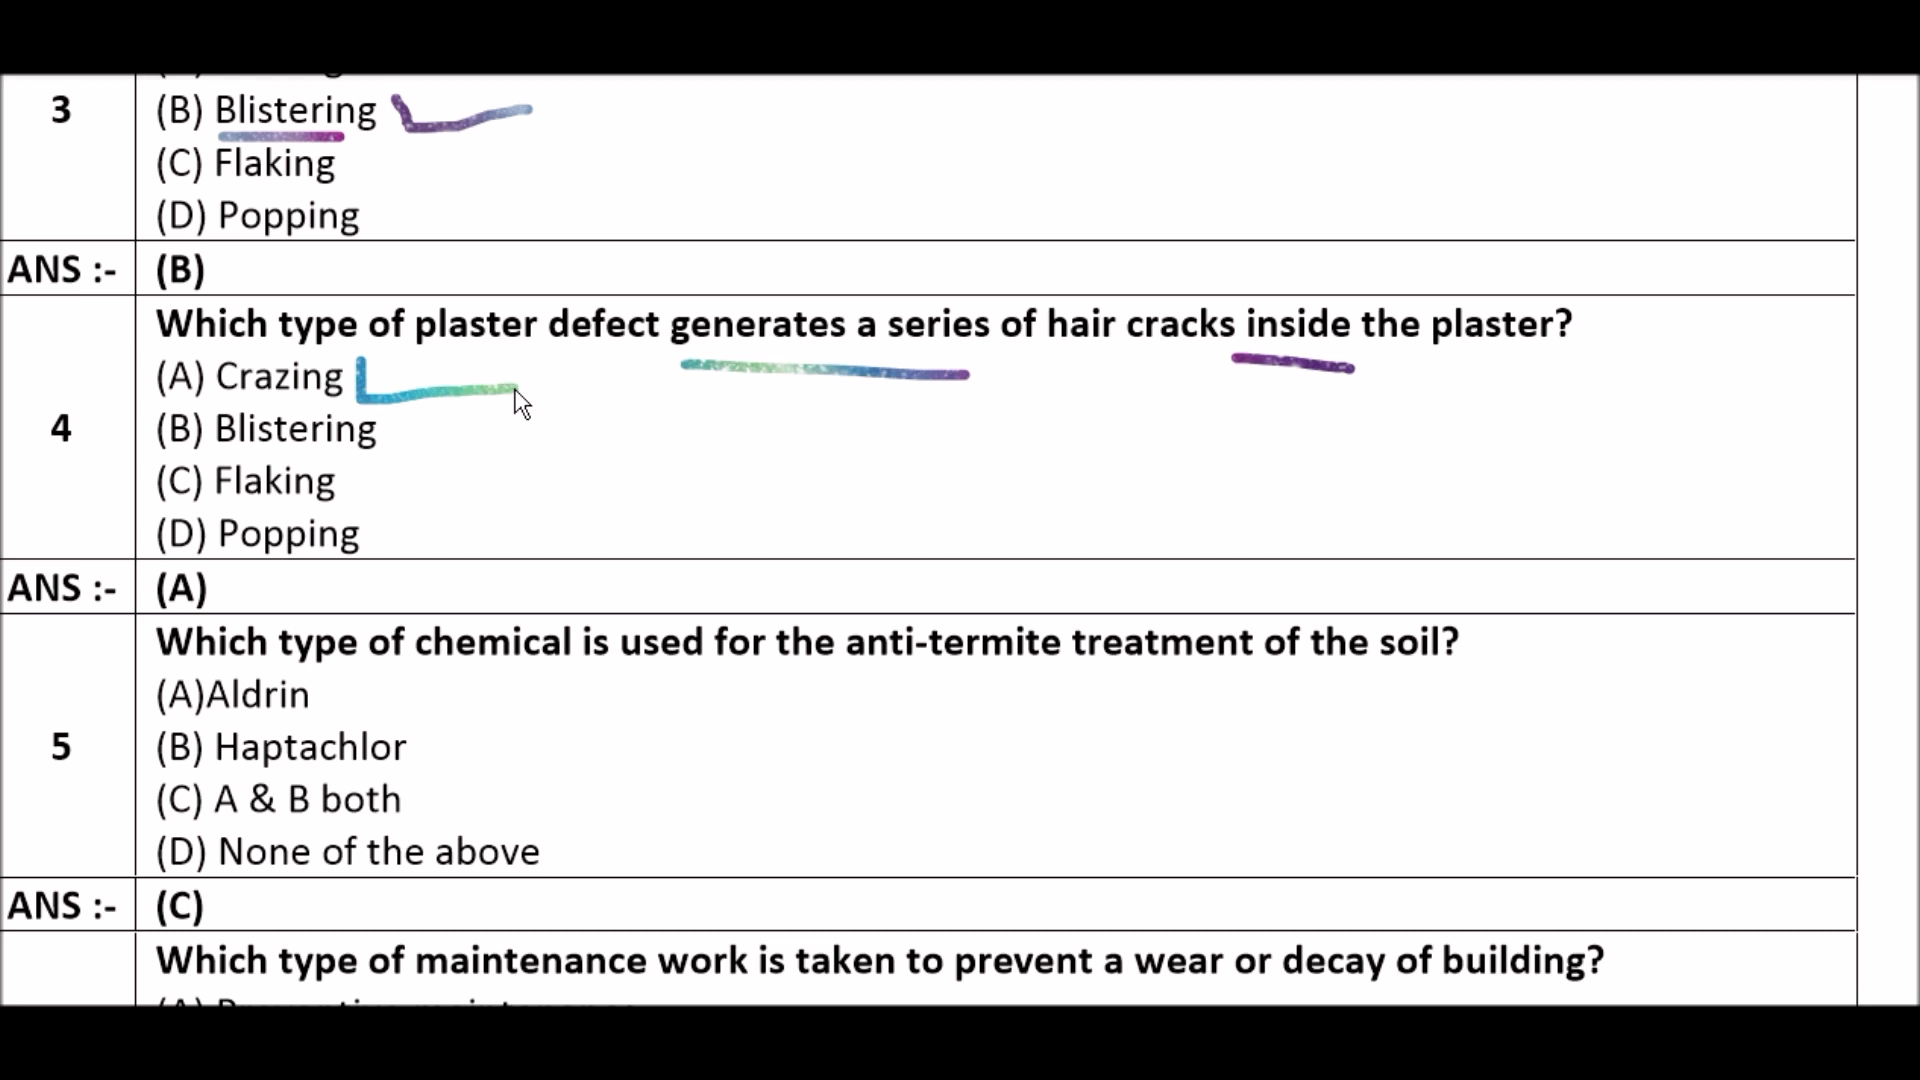 3
(B) Blistering
(C) Flaking
(D) Popping
ANS :- (B)
Which type of plaster defect generates a series of hair cracks inside the plaster?
(A) Crazing
4
(B) Blistering
(C) Flaking
(D) Popping
ANS :- (A)
Which type of chemical is used for the anti-termite treatment of the soil?
(A)Aldrin
5
(B) Haptachlor
(C) A & B both
(D) None of the above
ANS :- (C)
Which type of maintenance work is taken to prevent a wear or decay of building?